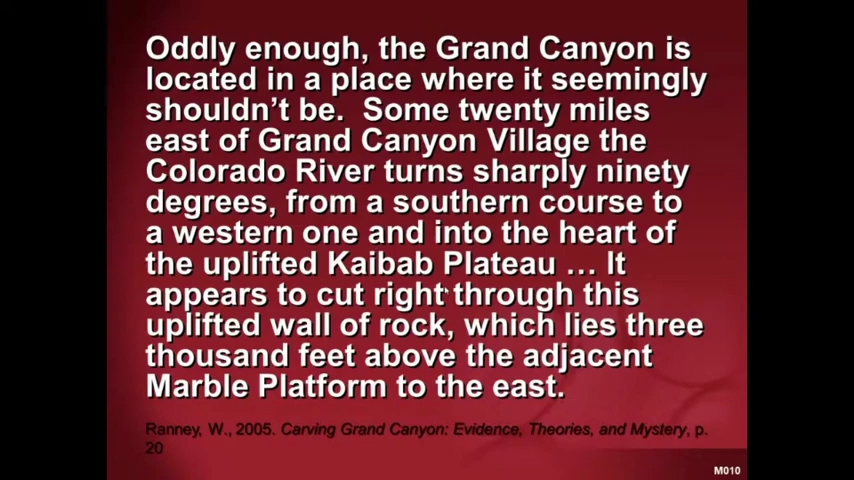 Oddly enough, the Grand Canyon is
located in a place where it seemingly
shouldn't be.  Some twenty miles
east of Grand Canyon Village the
Colorado River turns sharply ninety
degrees, from a southern course to
a western one and into the heart of
the uplifted Kaibab Plateau … It
appears to cut right through this
uplifted wall of rock, which lies three
thousand feet above the adjacent
Marble Platform to the east.
Ranney, W., 2005. Carving Grand Canyon: Evidence, Theories, and Mystery, p.
20
M010